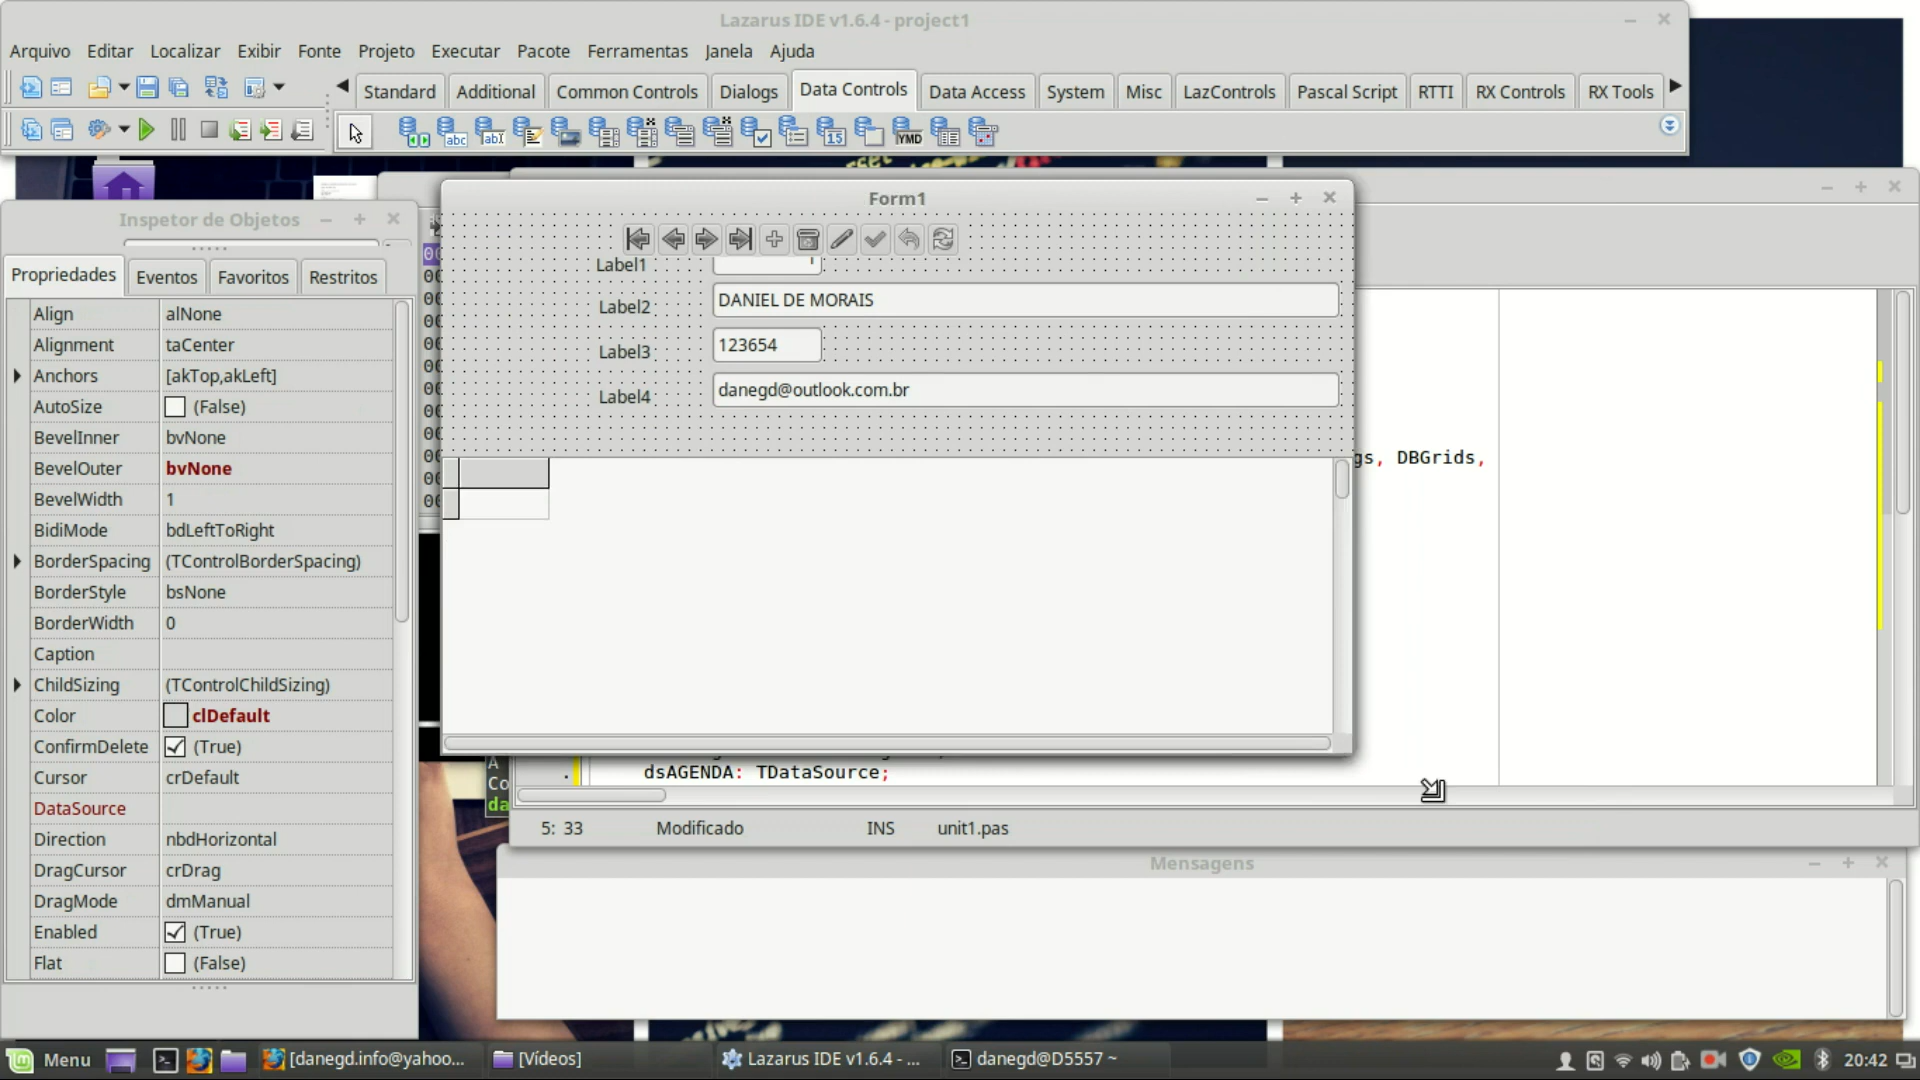 Lazarus IDE v1.6.4 - project1
Arquivo Editar Localizar Exibir Fonte Projeto Executar Pacote Ferramentas Janela Ajuda
Standard Additional Common Controls Dialogs Data Controls Data Access System Misc LazControls Pascal Script RTTI RX Controls RX Tools
Form1
Inspetor de Objetos
Propriedades Eventos Favoritos Restritos
Align alNone
Alignment taCenter
Anchors [akTop,akLeft]
AutoSize (False)
BevelInner bvNone
BevelOuter bvNone
BevelWidth 1
BidiMode bdLeftToRight
BorderSpacing (TControlBorderSpacing)
BorderStyle bsNone
BorderWidth 0
Caption
ChildSizing (TControlChildSizing)
Color clDefault
ConfirmDelete (True)
Cursor crDefault
DataSource
Direction nbdHorizontal
DragCursor crDrag
DragMode dmManual
Enabled (True)
Flat (False)
Label1
Label2 DANIEL DE MORAIS
Label3 123654
Label4 danegd@outlook.com.br
gs, DBGrids,
A
Co
da
. dsAGENDA: TDataSource;
5: 33 Modificado INS unit1.pas
Mensagens
Menu [danegd.info@yahoo... [Vídeos] Lazarus IDE v1.6.4 - ... danegd@D5557 ~ 20:42